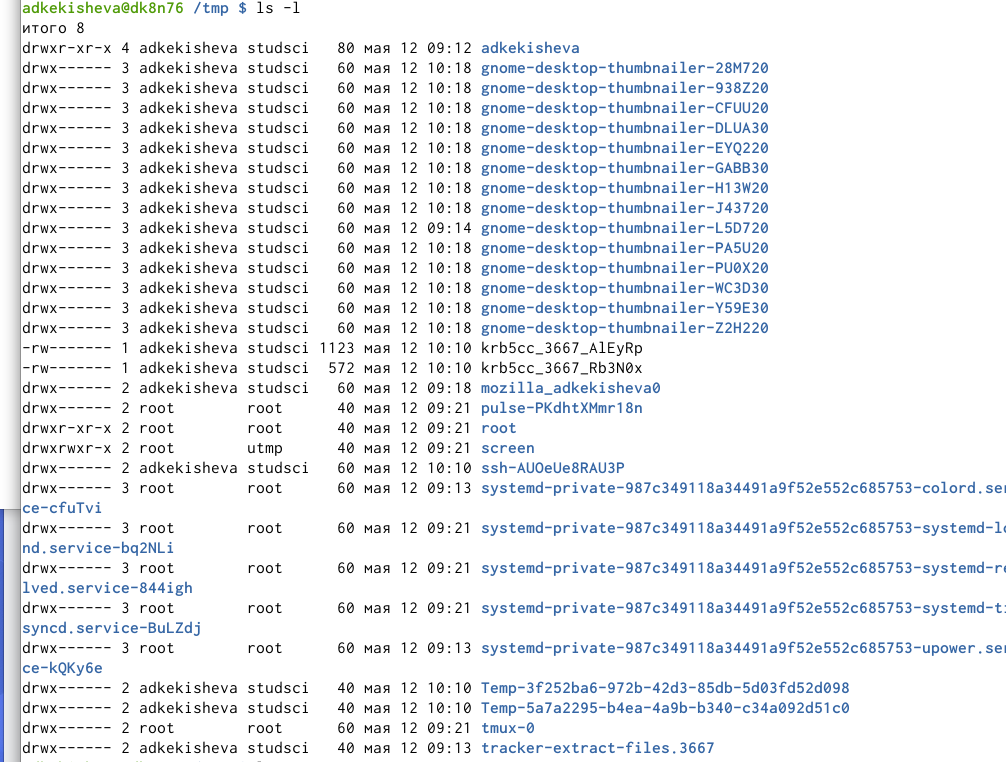 adkekisheva@dk8n76 /tmp $ ls -l
итого 8
drwxr-xr-x 4 adkekisheva studsci   80 мая 12 09:12 adkekisheva
drwx------ 3 adkekisheva studsci   60 мая 12 10:18 gnome-desktop-thumbnailer-28M720
drwx------ 3 adkekisheva studsci   60 мая 12 10:18 gnome-desktop-thumbnailer-938Z20
drwx------ 3 adkekisheva studsci   60 мая 12 10:18 gnome-desktop-thumbnailer-CFUU20
drwx------ 3 adkekisheva studsci   60 мая 12 10:18 gnome-desktop-thumbnailer-DLUA30
drwx------ 3 adkekisheva studsci   60 мая 12 10:18 gnome-desktop-thumbnailer-EYQ220
drwx------ 3 adkekisheva studsci   60 мая 12 10:18 gnome-desktop-thumbnailer-GABB30
drwx------ 3 adkekisheva studsci   60 мая 12 10:18 gnome-desktop-thumbnailer-H13W20
drwx------ 3 adkekisheva studsci   60 мая 12 10:18 gnome-desktop-thumbnailer-J43720
drwx------ 3 adkekisheva studsci   60 мая 12 09:14 gnome-desktop-thumbnailer-L5D720
drwx------ 3 adkekisheva studsci   60 мая 12 10:18 gnome-desktop-thumbnailer-PA5U20
drwx------ 3 adkekisheva studsci   60 мая 12 10:18 gnome-desktop-thumbnailer-PU0X20
drwx------ 3 adkekisheva studsci   60 мая 12 10:18 gnome-desktop-thumbnailer-WC3D30
drwx------ 3 adkekisheva studsci   60 мая 12 10:18 gnome-desktop-thumbnailer-Y59E30
drwx------ 3 adkekisheva studsci   60 мая 12 10:18 gnome-desktop-thumbnailer-Z2H220
-rw------- 1 adkekisheva studsci 1123 мая 12 10:10 krb5cc_3667_AlEyRp
-rw------- 1 adkekisheva studsci  572 мая 12 10:10 krb5cc_3667_Rb3N0x
drwx------ 2 adkekisheva studsci   60 мая 12 09:18 mozilla_adkekisheva0
drwx------ 2 root        root      40 мая 12 09:21 pulse-PKdhtXMmr18n
drwxr-xr-x 2 root        root      40 мая 12 09:21 root
drwxrwxr-x 2 root        utmp      40 мая 12 09:21 screen
drwx------ 2 adkekisheva studsci   60 мая 12 10:10 ssh-AUOeUe8RAU3P
drwx------ 3 root        root      60 мая 12 09:13 systemd-private-987c349118a34491a9f52e552c685753-colord.ser
ce-cfuTvi
drwx------ 3 root        root      60 мая 12 09:21 systemd-private-987c349118a34491a9f52e552c685753-systemd-lo
nd.service-bq2NLi
drwx------ 3 root        root      60 мая 12 09:21 systemd-private-987c349118a34491a9f52e552c685753-systemd-re
lved.service-844igh
drwx------ 3 root        root      60 мая 12 09:21 systemd-private-987c349118a34491a9f52e552c685753-systemd-ti
syncd.service-BuLZdj
drwx------ 3 root        root      60 мая 12 09:13 systemd-private-987c349118a34491a9f52e552c685753-upower.ser
ce-kQKy6e
drwx------ 2 adkekisheva studsci   40 мая 12 10:10 Temp-3f252ba6-972b-42d3-85db-5d03fd52d098
drwx------ 2 adkekisheva studsci   40 мая 12 10:10 Temp-5a7a2295-b4ea-4a9b-b340-c34a092d51c0
drwx------ 2 root        root      60 мая 12 09:21 tmux-0
drwx------ 2 adkekisheva studsci   40 мая 12 09:13 tracker-extract-files.3667